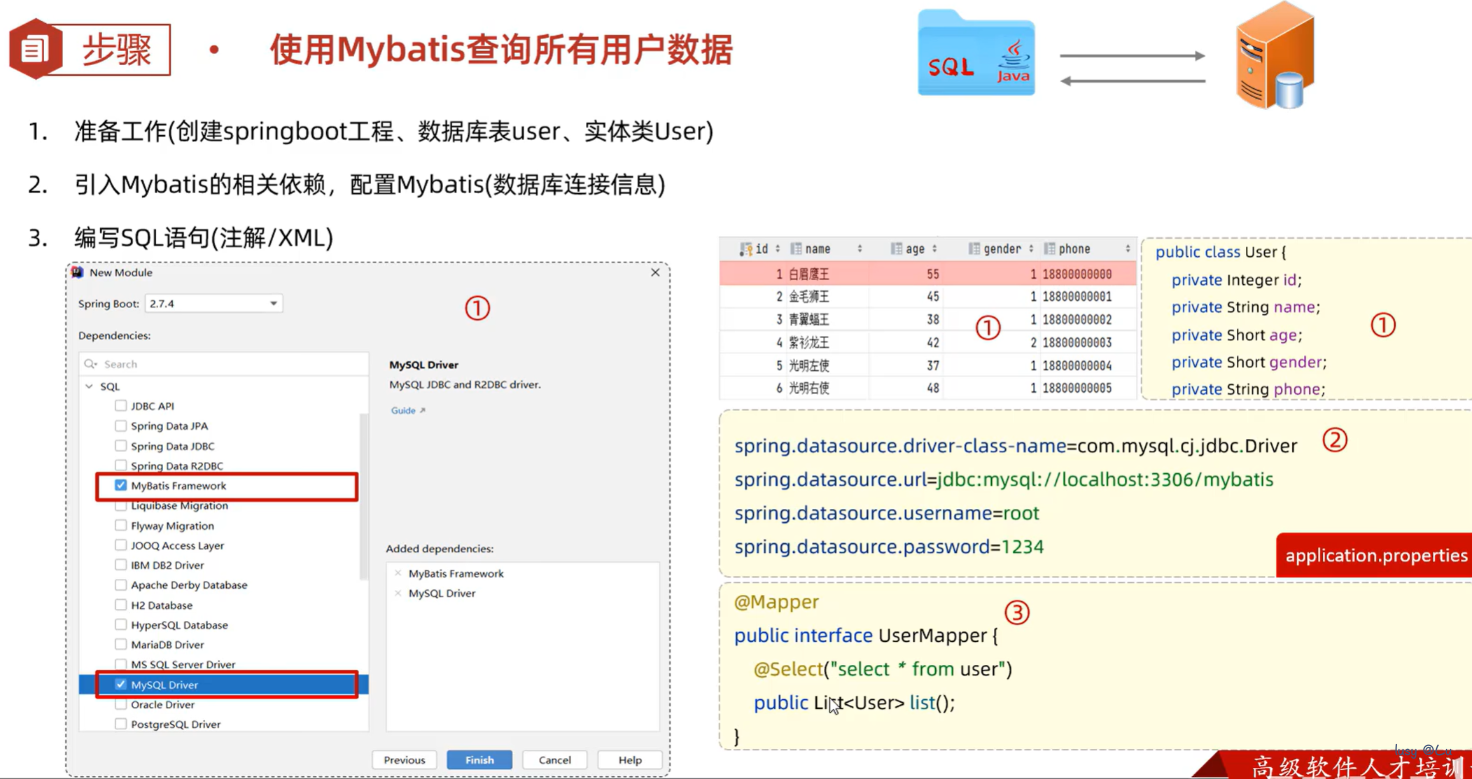 步骤
使用Mybatis查询所有用户数据
SQL
Java
1. 准备工作(创建springboot工程、数据库表user、实体类User)
2. 引入Mybatis的相关依赖，配置Mybatis(数据库连接信息)
3. 编写SQL语句(注解/XML)
New Module
Spring Boot: 2.7.4
①
Dependencies:
Search
SQL
JDBC API
Spring Data JPA
Spring Data JDBC
Spring Data R2DBC
MyBatis Framework
Liquibase Migration
Flyway Migration
JOOQ Access Layer
IBM DB2 Driver
Apache Derby Database
H2 Database
HyperSQL Database
MariaDB Driver
MS SQL Server Driver
MySQL Driver
Oracle Driver
PostgreSQL Driver
MySQL Driver
MySQL JDBC and R2DBC driver.
Guide
Added dependencies:
MyBatis Framework
MySQL Driver
Previous Finish Cancel Help
id name age gender phone
1 白眉鹰王 55 1 18800000000
2 金毛狮王 45 1 18800000001
3 青翼蝠王 38 1 18800000002
4 紫衫龙王 42 2 18800000003
5 光明左使 37 1 18800000004
6 光明右使 48 1 18800000005
①
public class User {
private Integer id;
private String name;
private Short age;
private Short gender;
private String phone;
①
spring.datasource.driver-class-name=com.mysql.cj.jdbc.Driver
spring.datasource.url=jdbc:mysql://localhost:3306/mybatis
spring.datasource.username=root
spring.datasource.password=1234
②
application.properties
@Mapper
public interface UserMapper {
@Select("select * from user")
public List<User> list();
}
③
高级软件人才培训